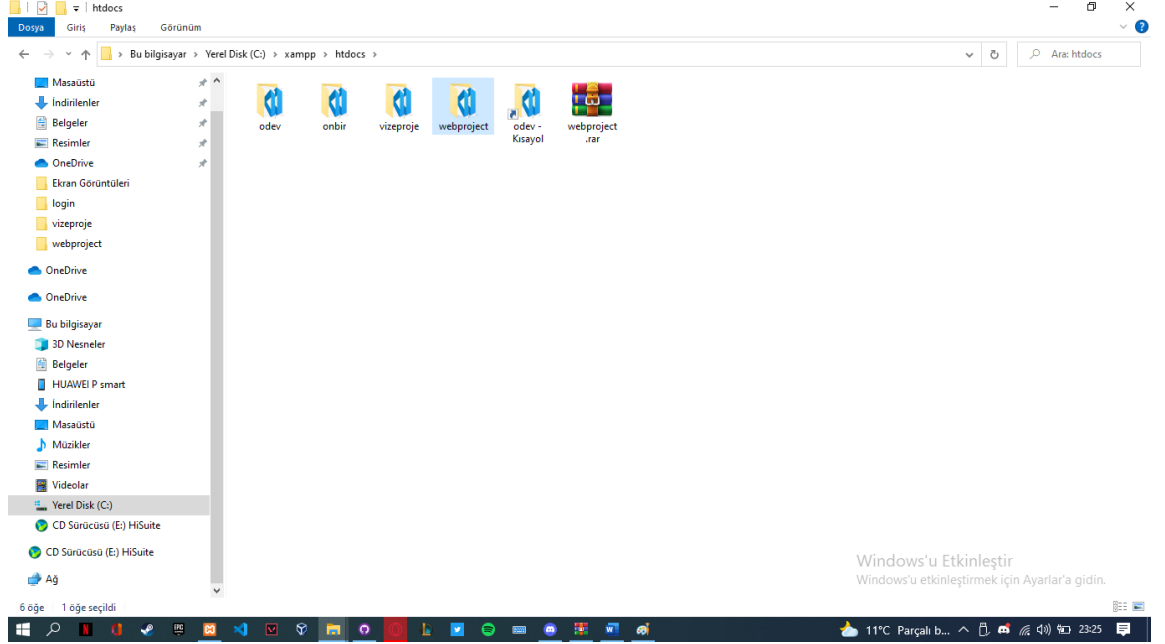 htdocs
Dosya Giriş Paylaş Görünüm
Bu bilgisayar Yerel Disk (C:) xampp htdocs
Ara: htdocs
Masaüstü
İndirilenler
Belgeler
Resimler
OneDrive
Ekran Görüntüleri
login
vizeproje
webproject
OneDrive
OneDrive
Bu bilgisayar
3D Nesneler
Belgeler
HUAWEI P smart
İndirilenler
Masaüstü
Müzikler
Resimler
Videolar
Yerel Disk (C:)
CD Sürücüsü (E:) HiSuite
CD Sürücüsü (E:) HiSuite
Ağ
odev onbir vizeproje webproject odev - webproject
Kısayol .rar
Windows'u Etkinleştir
Windows'u etkinleştirmek için Ayarlar'a gidin.
6 öğe 1 öğe seçildi
11°C Parçalı b... 23:25